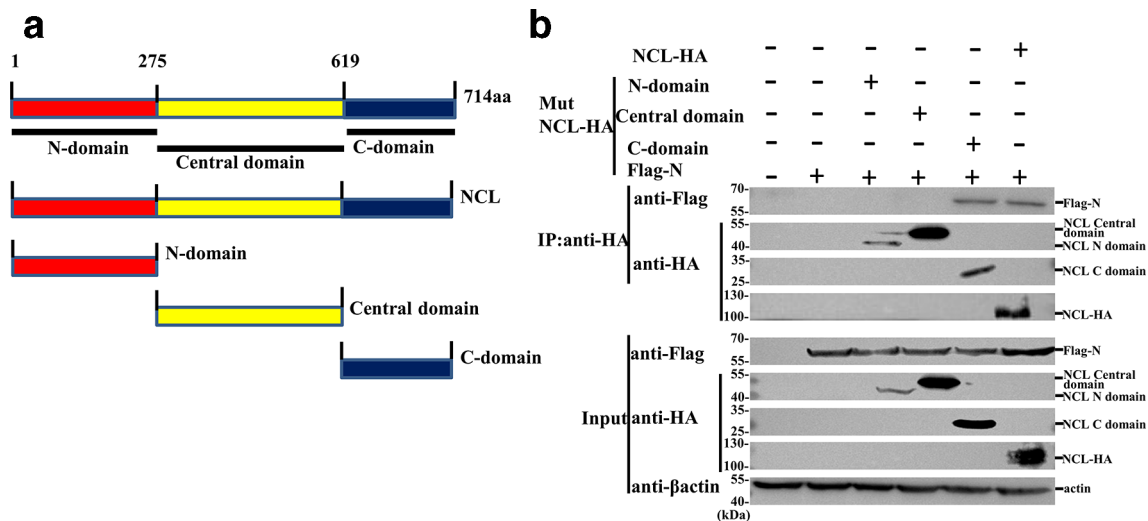 a
1 275 619
714aa
N-domain Central domain C-domain
NCL
N-domain
Central domain
C-domain
b
NCL-HA - - - - - +
Mut NCL-HA
N-domain - - + - - -
Central domain - - - + - -
C-domain - - - - + -
Flag-N - + + + + +
IP:anti-HA
anti-Flag
70-
55-
Flag-N
anti-HA
55-
40-
NCL Central domain
NCL N domain
35-
25-
NCL C domain
130-
100-
NCL-HA
Input
anti-Flag
70-
55-
Flag-N
anti-HA
55-
40-
NCL Central domain
NCL N domain
35-
25-
NCL C domain
130-
100-
NCL-HA
anti-βactin
55-
40-
actin
(kDa)